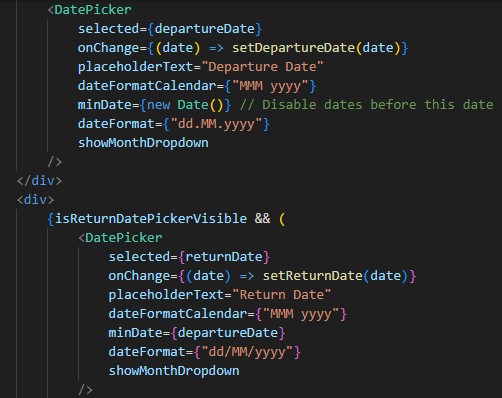 <DatePicker
selected={departureDate}
onChange={(date) => setDepartureDate(date)}
placeholderText="Departure Date"
dateFormatCalendar={"MMM yyyy"}
minDate={new Date()} // Disable dates before this date
dateFormat={"dd.MM.yyyy"}
showMonthDropdown
/>
</div>
<div>
{isReturnDatePickerVisible && (
<DatePicker
selected={returnDate}
onChange={(date) => setReturnDate(date)}
placeholderText="Return Date"
dateFormatCalendar={"MMM yyyy"}
minDate={departureDate}
dateFormat={"dd/MM/yyyy"}
showMonthDropdown
/>